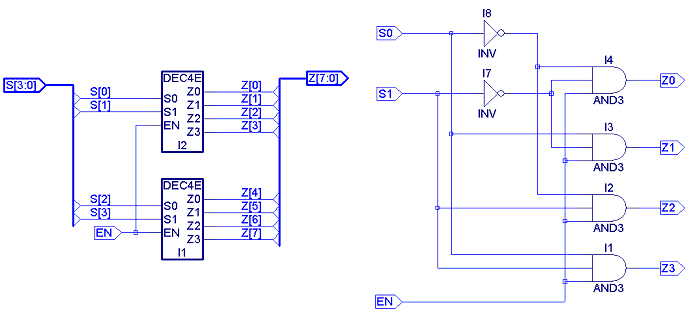 S[3:0]
S[0]
S[1]
DEC4E
S0
S1
EN
Z0
Z1
Z2
Z3
I2
Z[0]
Z[1]
Z[2]
Z[3]
Z[7:0]
S[2]
S[3]
EN
DEC4E
S0
S1
EN
Z0
Z1
Z2
Z3
I1
Z[4]
Z[5]
Z[6]
Z[7]
S0
I8
INV
S1
I7
INV
I4
AND3
Z0
I3
AND3
Z1
I2
AND3
Z2
I1
AND3
Z3
EN